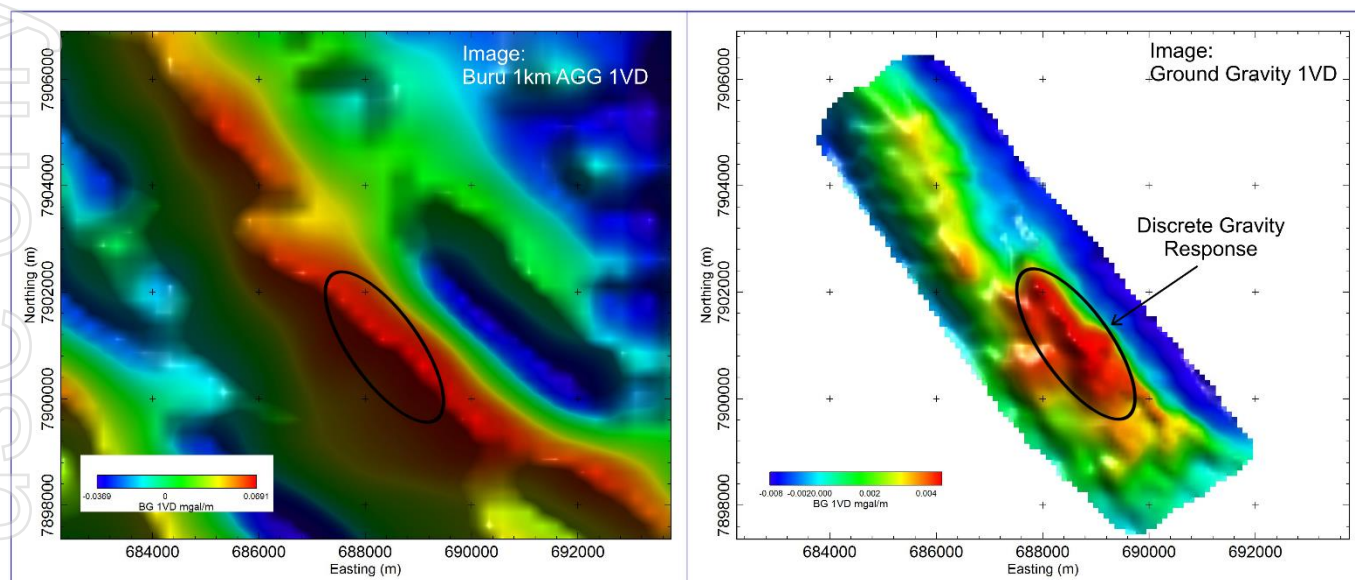 Image:
Buru 1km AGG 1VD
Northing (m)
7906000
7904000
7902000
7900000
7898000
-0.0369 0 0.0691
BG 1VD mgal/m
684000 686000 688000 690000 692000
Easting (m)
Image:
Ground Gravity 1VD
Discrete Gravity
Response
Northing (m)
7906000
7904000
7902000
7900000
7898000
-0.008 -0.002 0.000 0.002 0.004
BG 1VD mgal/m
684000 686000 688000 690000 692000
Easting (m)